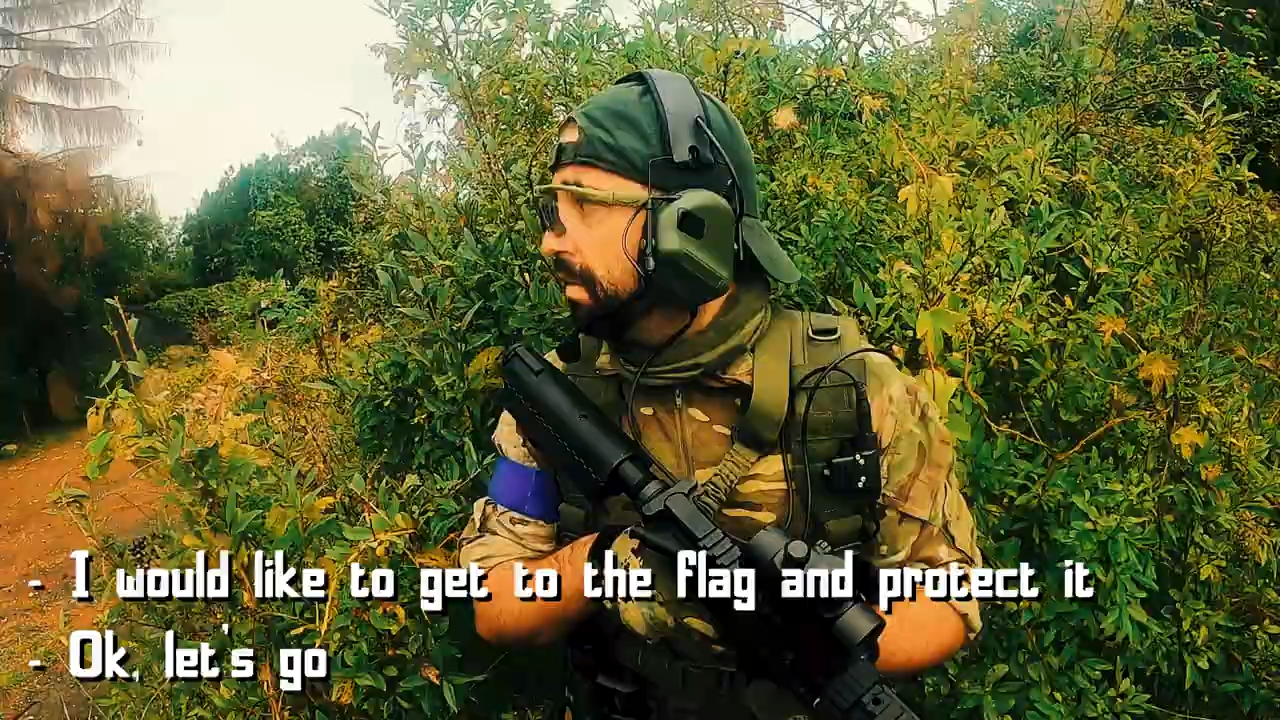 - I would like to get to the flag and protect it
- Ok, let's go